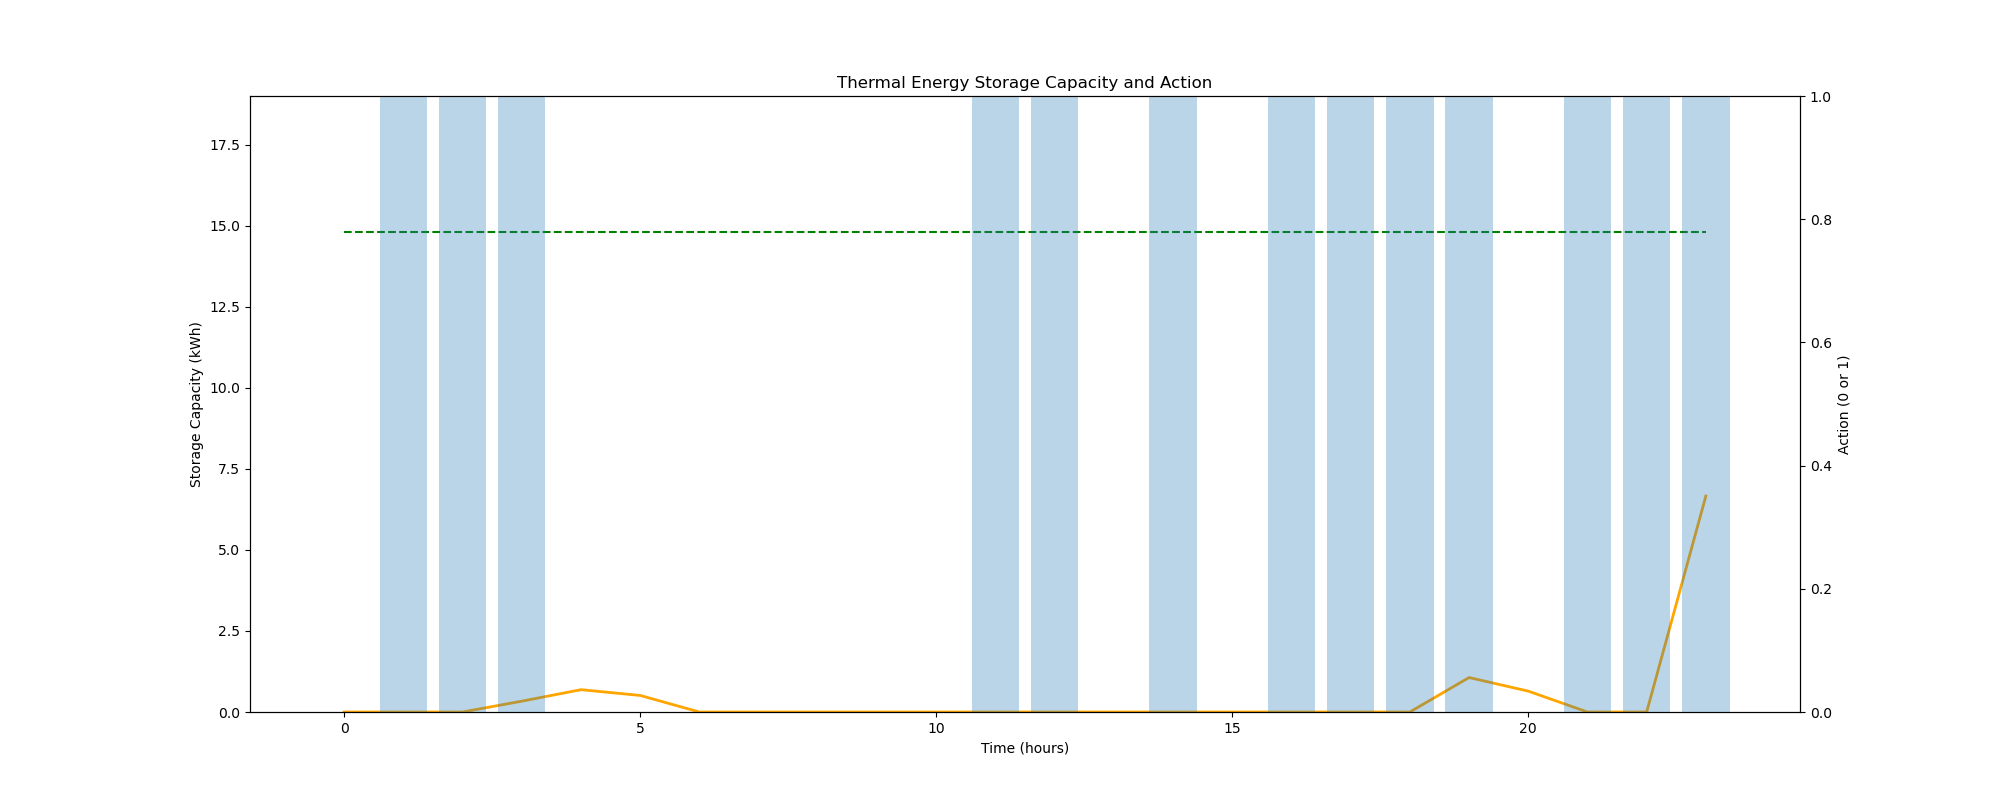 Thermal Energy Storage Capacity and Action
17.5
15.0
12.5
10.0
7.5
5.0
2.5
0.0
Storage Capacity (kWh)
1.0
0.8
0.6
0.4
0.2
0.0
Action (0 or 1)
0 5 10 15 20
Time (hours)